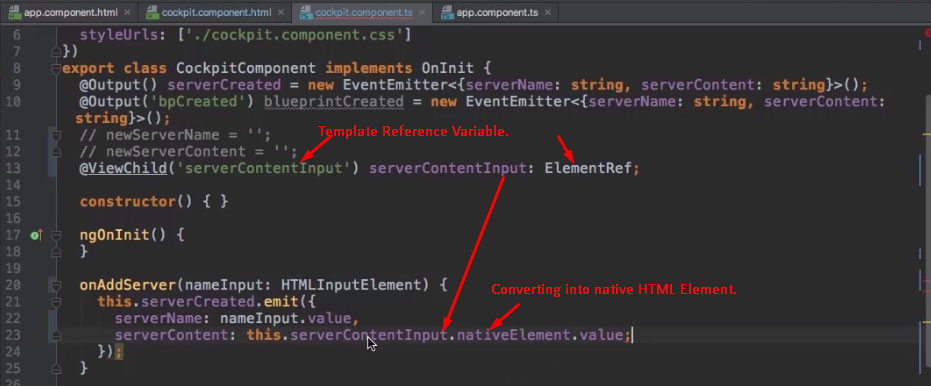 app.component.html × cockpit.component.html × cockpit.component.ts × app.component.ts ×
6 styleUrls: ['./cockpit.component.css']
7 })
8 export class CockpitComponent implements OnInit {
9 @Output() serverCreated = new EventEmitter<{serverName: string, serverContent: string}>();
10 @Output('bpCreated') blueprintCreated = new EventEmitter<{serverName: string, serverContent:
string}>();
11 // newServerName = '';
Template Reference Variable.
12 // newServerContent = '';
13 @ViewChild('serverContentInput') serverContentInput: ElementRef;
14
15 constructor() { }
16
17 ngOnInit() {
18 }
19
20 onAddServer(nameInput: HTMLInputElement) {
Converting into native HTML Element.
21 this.serverCreated.emit({
22 serverName: nameInput.value,
23 serverContent: this.serverContentInput.nativeElement.value;
24 });
25 }